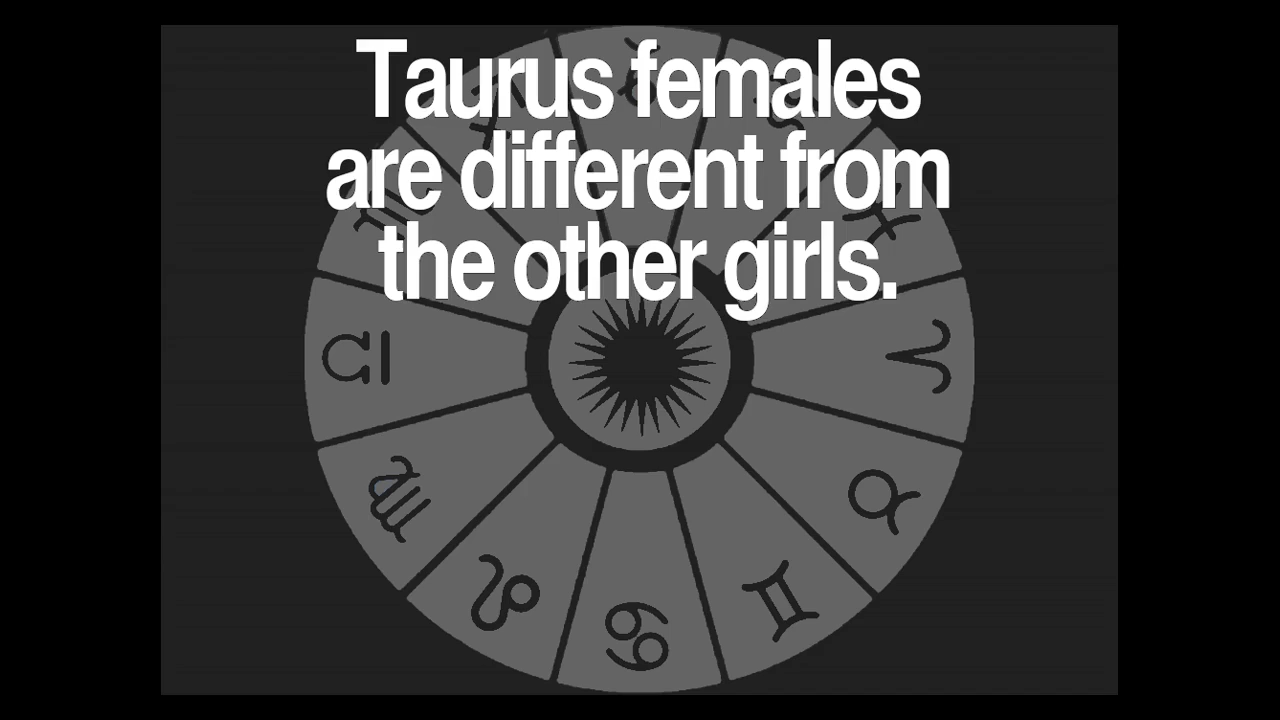 Taurus females
are different from
the other girls.